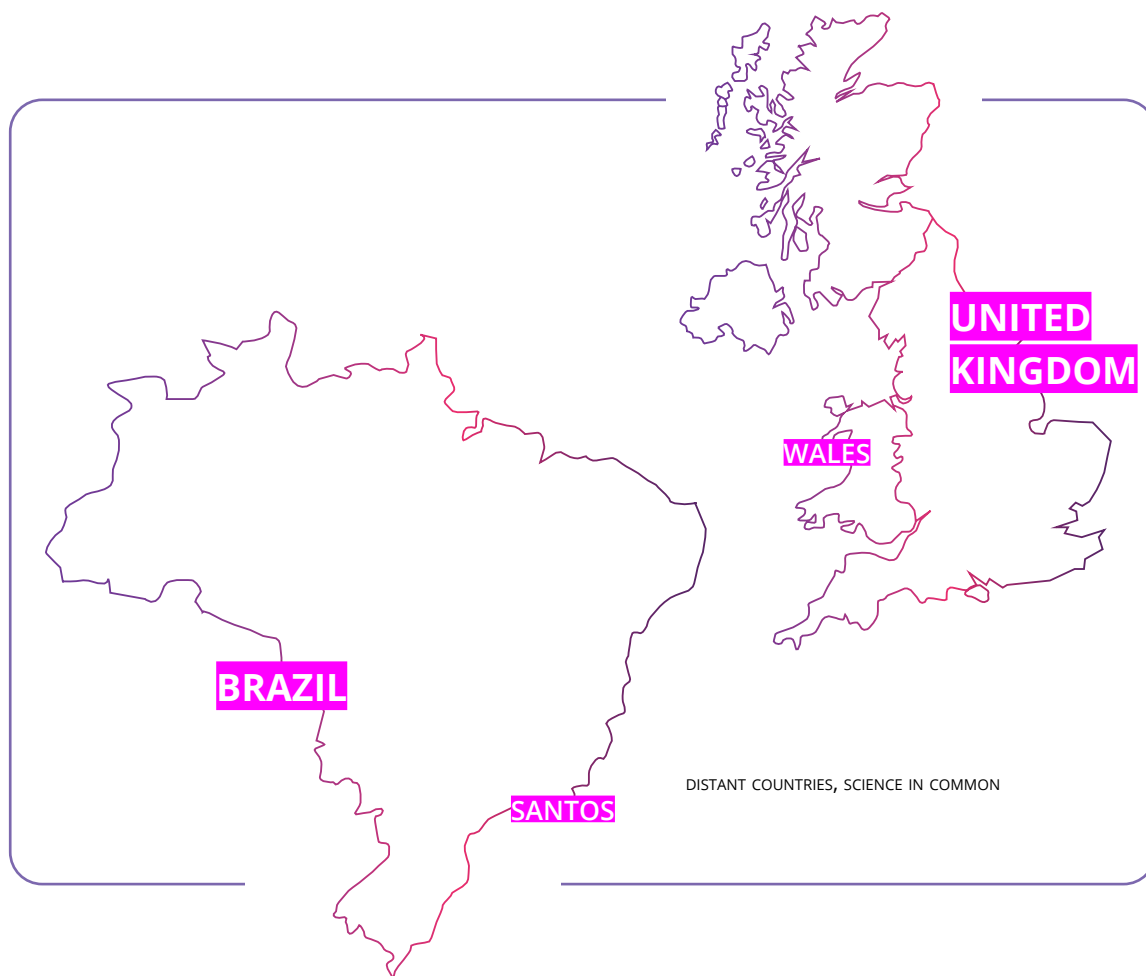 UNITED
KINGDOM
WALES
BRAZIL
DISTANT COUNTRIES, SCIENCE IN COMMON
SANTOS